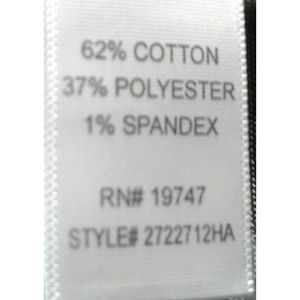 62% COTTON
37% POLYESTER
1% SPANDEX
RN# 19747
STYLE# 2722712HA